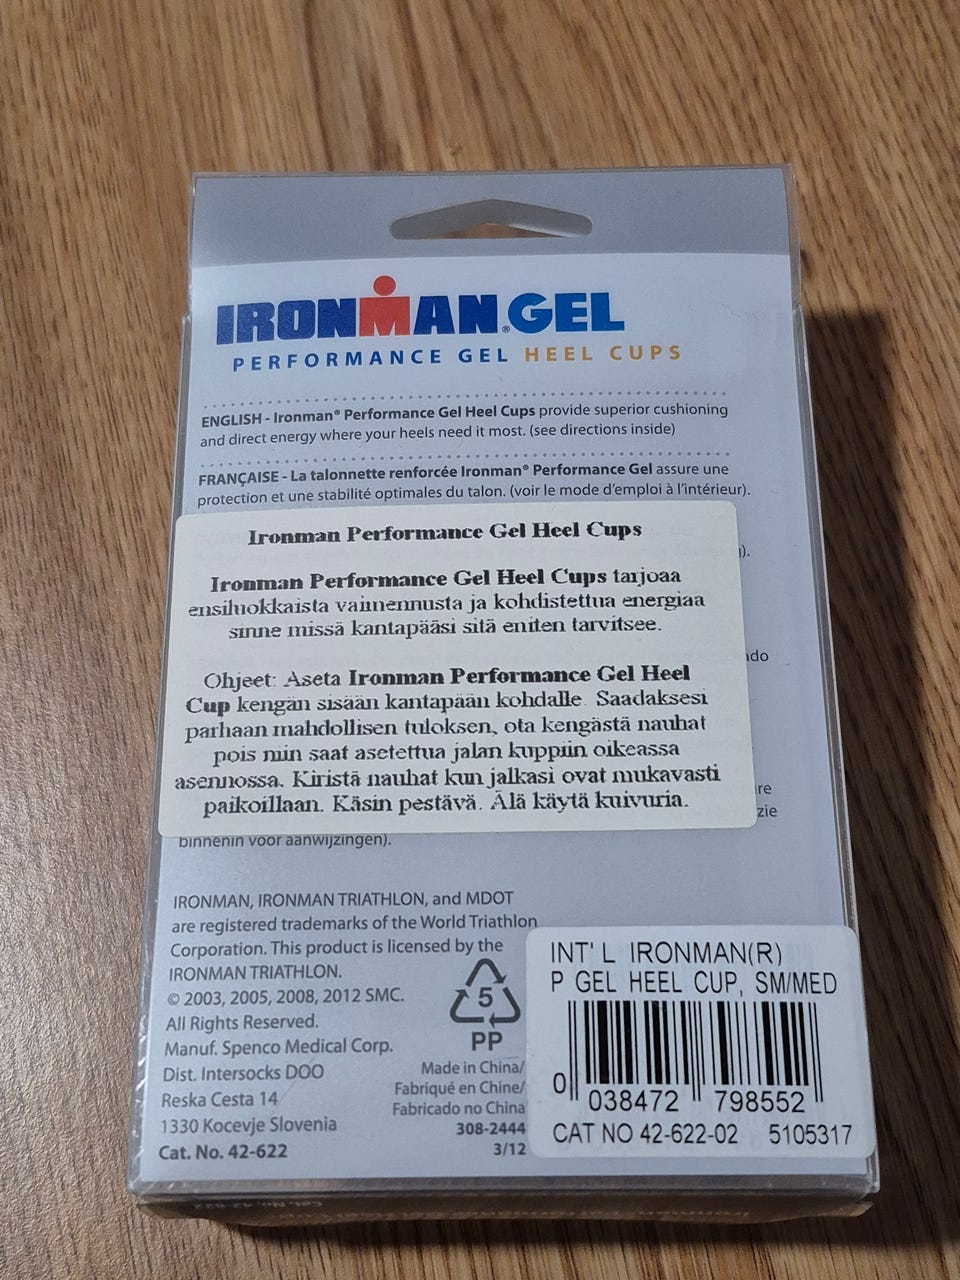 IRONMAN®GEL
PERFORMANCE GEL HEEL CUPS
ENGLISH - Ironman® Performance Gel Heel Cups provide superior cushioning
and direct energy where your heels need it most. (see directions inside)
FRANÇAISE - La talonnette renforcée Ironman® Performance Gel assure une
protection et une stabilité optimales du talon. (voir le mode d'emploi à l'intérieur).
Ironman Performance Gel Heel Cups
Ironman Performance Gel Heel Cups tarjoaa
ensiluokkaista vaimennusta ja kohdistettua energiaa
sinne missä kantapääsi sitä eniten tarvitsee.
Ohjeet: Aseta Ironman Performance Gel Heel
Cup kengän sisään kantapään kohdalle. Saadaksesi
parhaan mahdollisen tuloksen, ota kengästä nauhat
pois niin saat asetettua jalan kuppiin oikeassa
asennossa. Kiristä nauhat kun jalkasi ovat mukavasti
paikoillaan. Käsin pestävä. Älä käytä kuivuria.
binnenin voor aanwijzingen).
IRONMAN, IRONMAN TRIATHLON, and MDOT
are registered trademarks of the World Triathlon
Corporation. This product is licensed by the
IRONMAN TRIATHLON.
© 2003, 2005, 2008, 2012 SMC.
All Rights Reserved.
Manuf. Spenco Medical Corp.
Dist. Intersocks DOO
Reska Cesta 14
1330 Kocevje Slovenia
Cat. No. 42-622
5
PP
Made in China/
Fabriqué en Chine/
Fabricado no China
308-2444
3/12
INT'L IRONMAN(R)
P GEL HEEL CUP, SM/MED
0 038472 798552
CAT NO 42-622-02 5105317